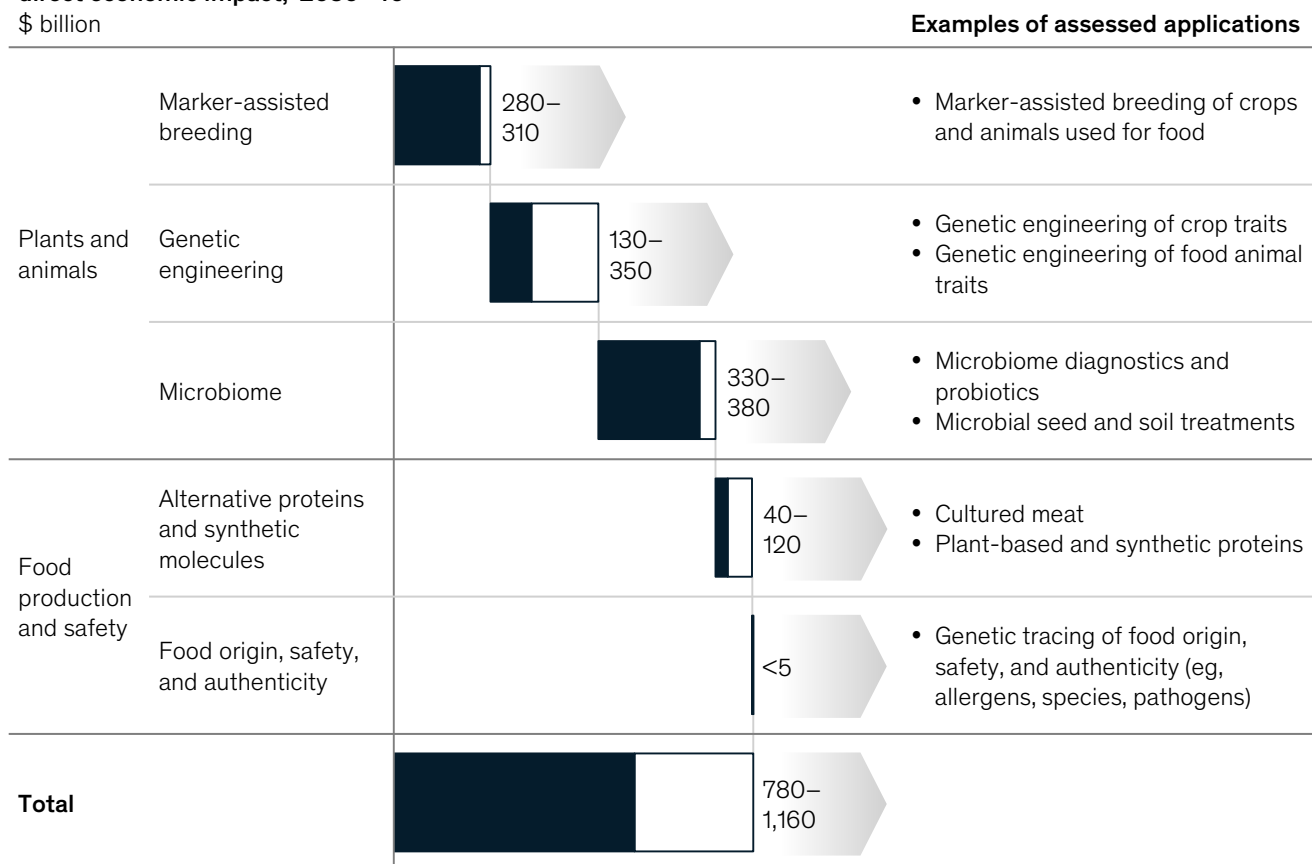 $ billion
Examples of assessed applications
Plants and
animals
Marker-assisted
breeding
280–
310
• Marker-assisted breeding of crops
and animals used for food
Genetic
engineering
130–
350
• Genetic engineering of crop traits
• Genetic engineering of food animal
traits
Microbiome
330–
380
• Microbiome diagnostics and
probiotics
• Microbial seed and soil treatments
Food
production
and safety
Alternative proteins
and synthetic
molecules
40–
120
• Cultured meat
• Plant-based and synthetic proteins
Food origin, safety,
and authenticity
<5
• Genetic tracing of food origin,
safety, and authenticity (eg,
allergens, species, pathogens)
Total
780–
1,160